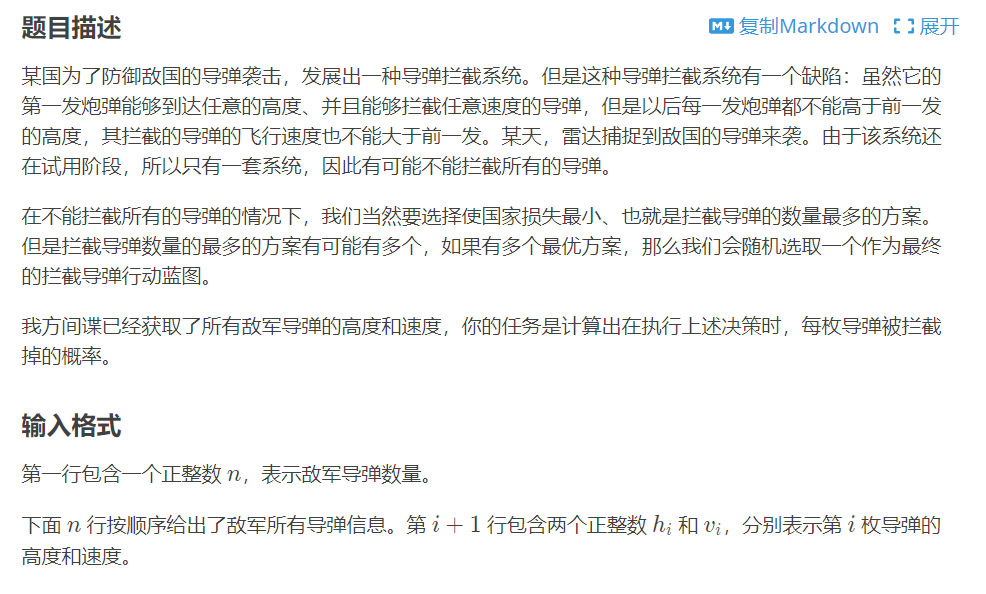 题目描述
复制Markdown 展开
某国为了防御敌国的导弹袭击，发展出一种导弹拦截系统。但是这种导弹拦截系统有一个缺陷：虽然它的
第一发炮弹能够到达任意的高度、并且能够拦截任意速度的导弹，但是以后每一发炮弹都不能高于前一发
的高度，其拦截的导弹的飞行速度也不能大于前一发。某天，雷达捕捉到敌国的导弹来袭。由于该系统还
在试用阶段，所以只有一套系统，因此有可能不能拦截所有的导弹。
在不能拦截所有的导弹的情况下，我们当然要选择使国家损失最小、也就是拦截导弹的数量最多的方案。
但是拦截导弹数量的最多的方案有可能有多个，如果有多个最优方案，那么我们会随机选取一个作为最终
的拦截导弹行动蓝图。
我方间谍已经获取了所有敌军导弹的高度和速度，你的任务是计算出在执行上述决策时，每枚导弹被拦截
掉的概率。
输入格式
第一行包含一个正整数 n，表示敌军导弹数量。
下面 n 行按顺序给出了敌军所有导弹信息。第 i + 1 行包含两个正整数 hᵢ 和 vᵢ，分别表示第 i 枚导弹的
高度和速度。